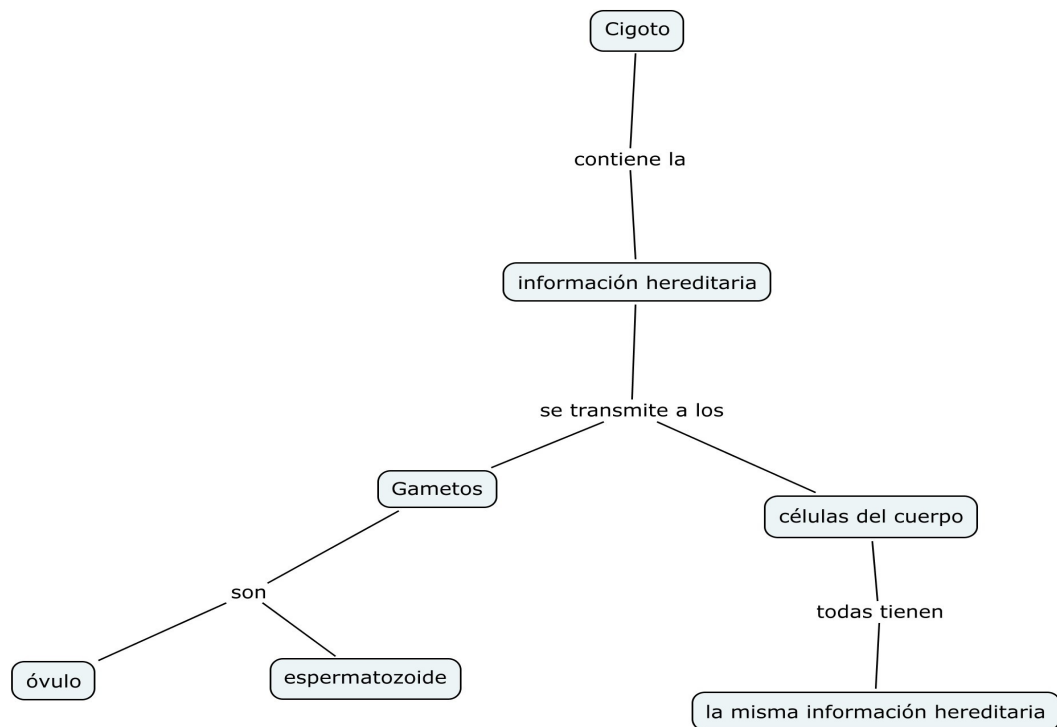 Cigoto
contiene la
información hereditaria
se transmite a los
Gametos
células del cuerpo
son
todas tienen
óvulo
espermatozoide
la misma información hereditaria